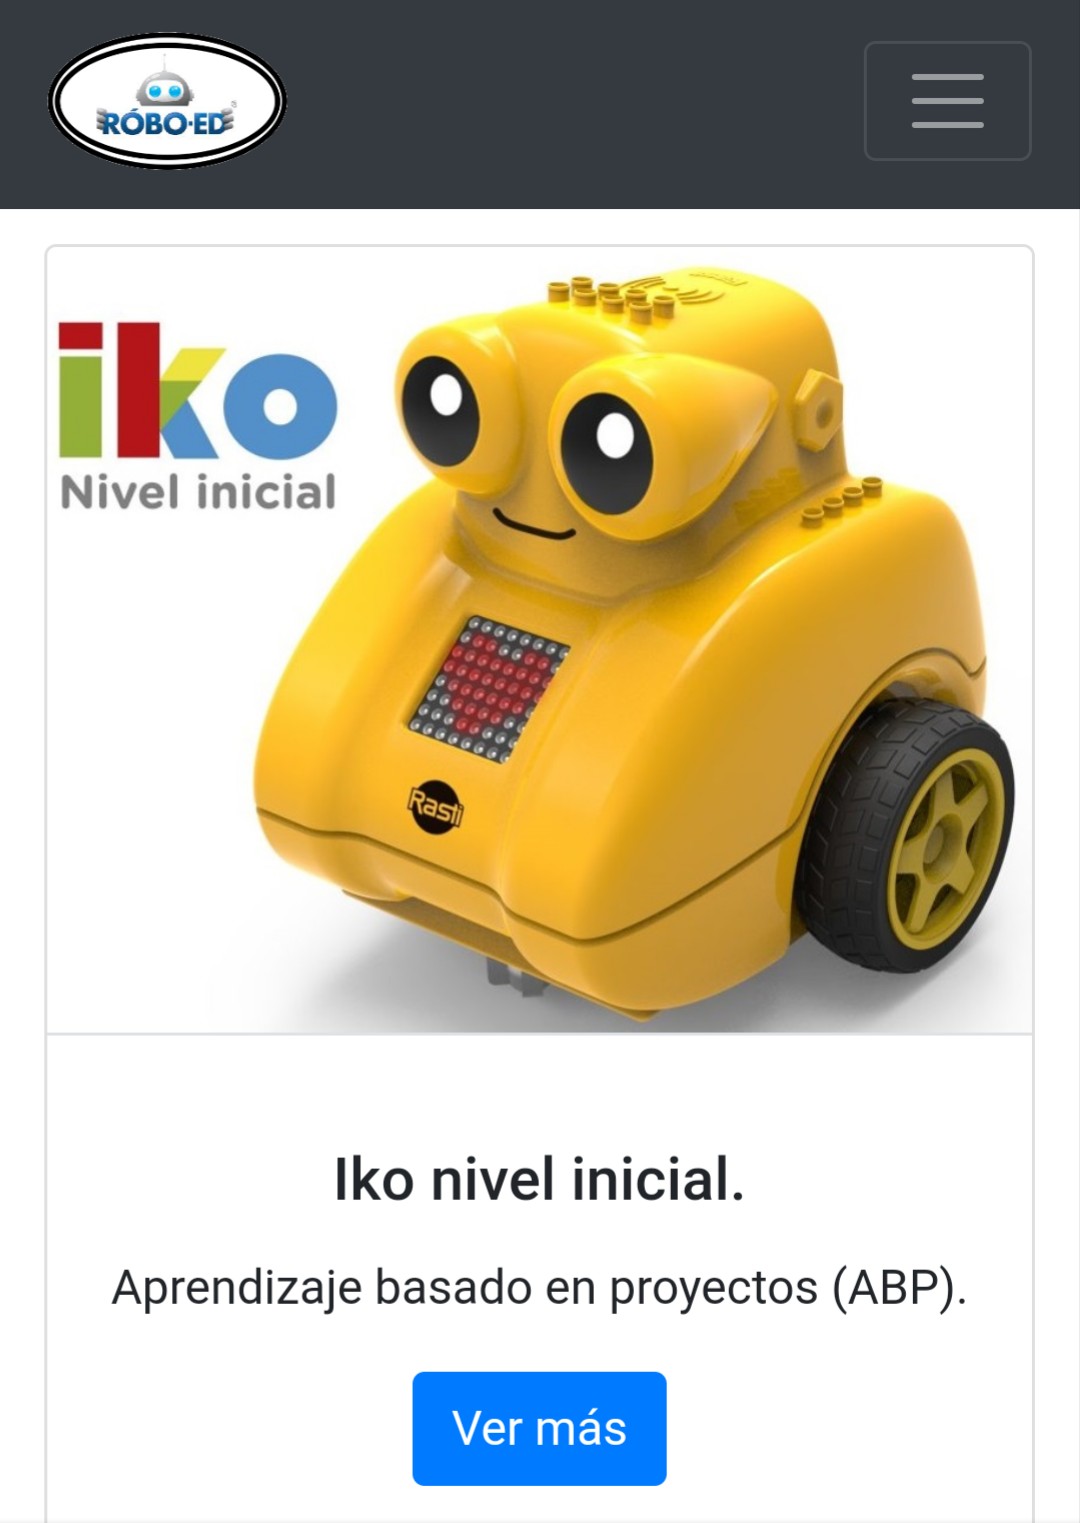 RÓBO-ED
iko
Nivel inicial
Rasti
Iko nivel inicial.
Aprendizaje basado en proyectos (ABP).
Ver más